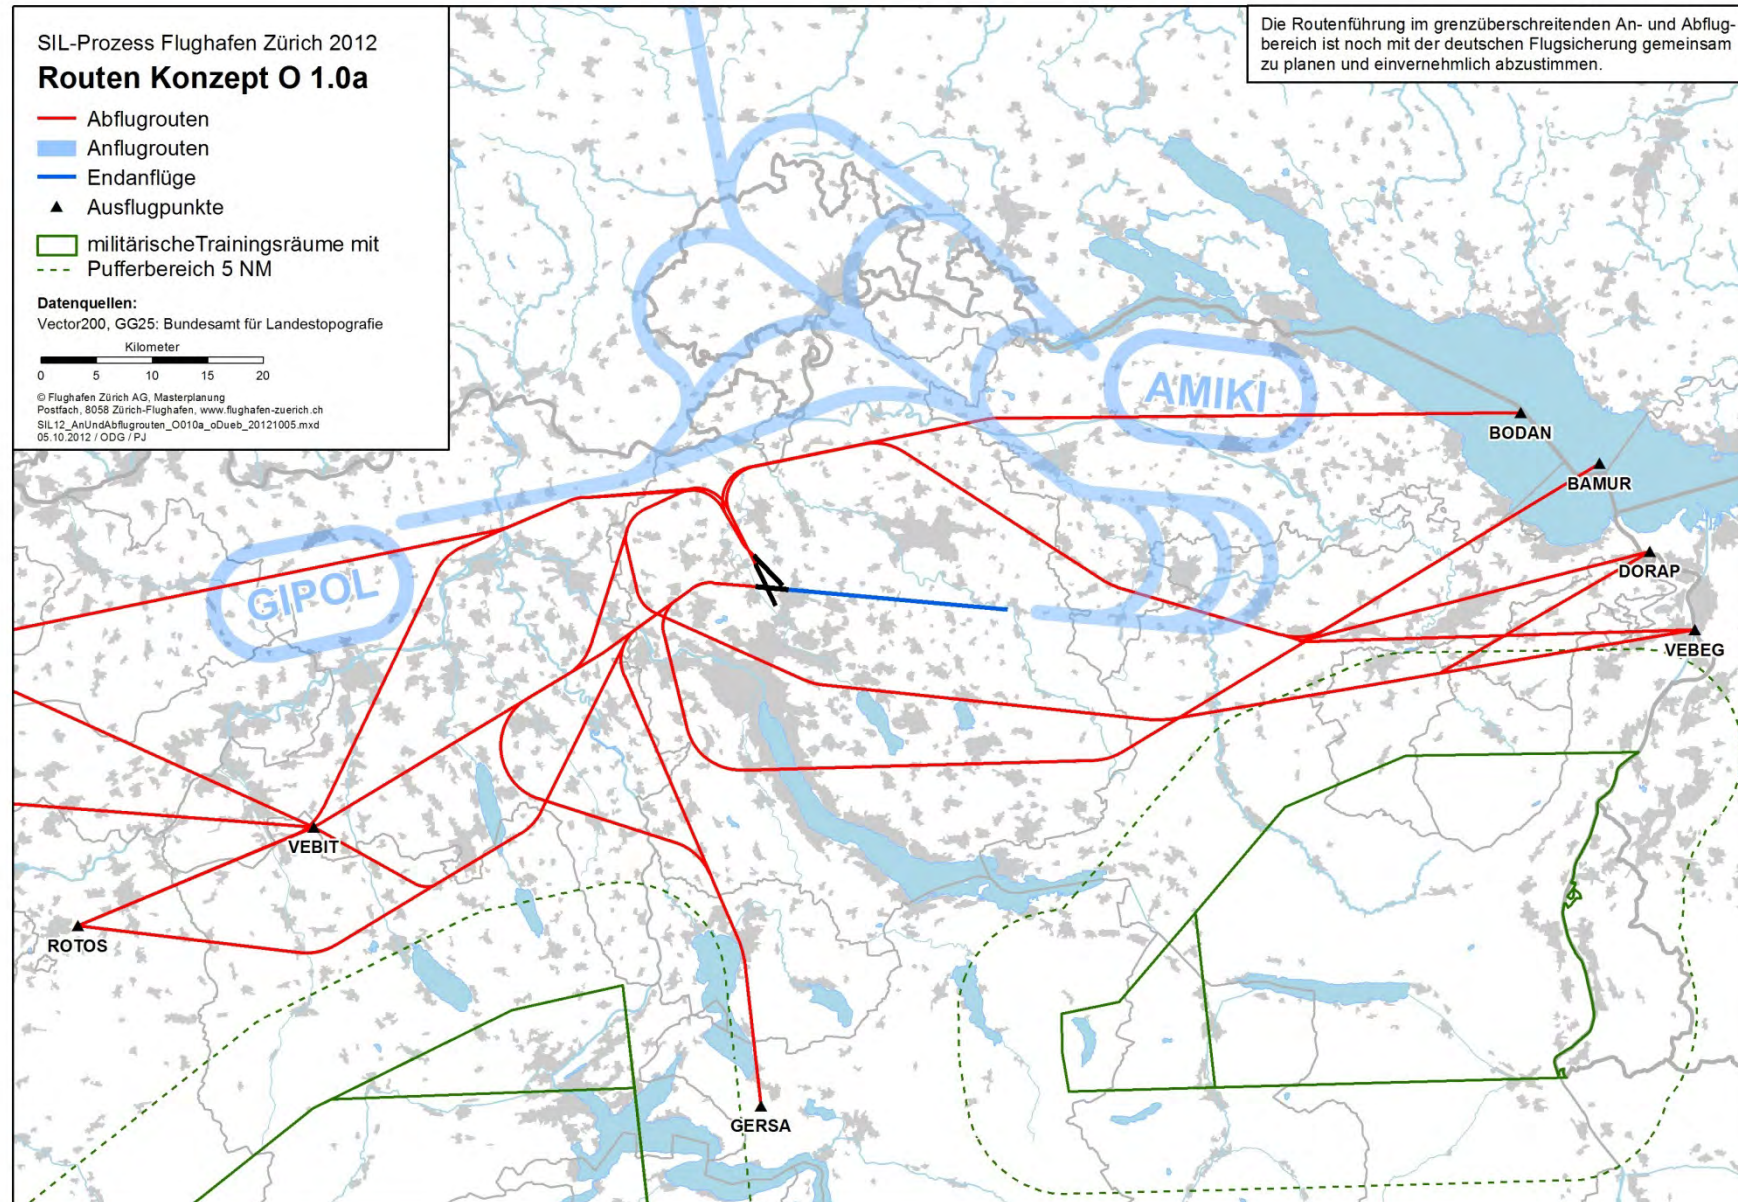 SIL-Prozess Flughafen Zürich 2012
Routen Konzept O 1.0a
Abflugrouten
Anflugrouten
Endanflüge
Ausflugpunkte
militärischeTrainingsräume mit
Pufferbereich 5 NM
Datenquellen:
Vector200, GG25: Bundesamt für Landestopografie
Kilometer
0 5 10 15 20
© Flughafen Zürich AG, Masterplanung
Postfach, 8058 Zürich-Flughafen, www.flughafen-zuerich.ch
SIL12_AnUndAbflugrouten_O010a_oDueb_20121005.mxd
05.10.2012 / ODG / PJ
Die Routenführung im grenzüberschreitenden An- und Abflug-
bereich ist noch mit der deutschen Flugsicherung gemeinsam
zu planen und einvernehmlich abzustimmen.
AMIKI
BODAN
BAMUR
DORAP
GIPOL
VEBEG
VEBIT
ROTOS
GERSA